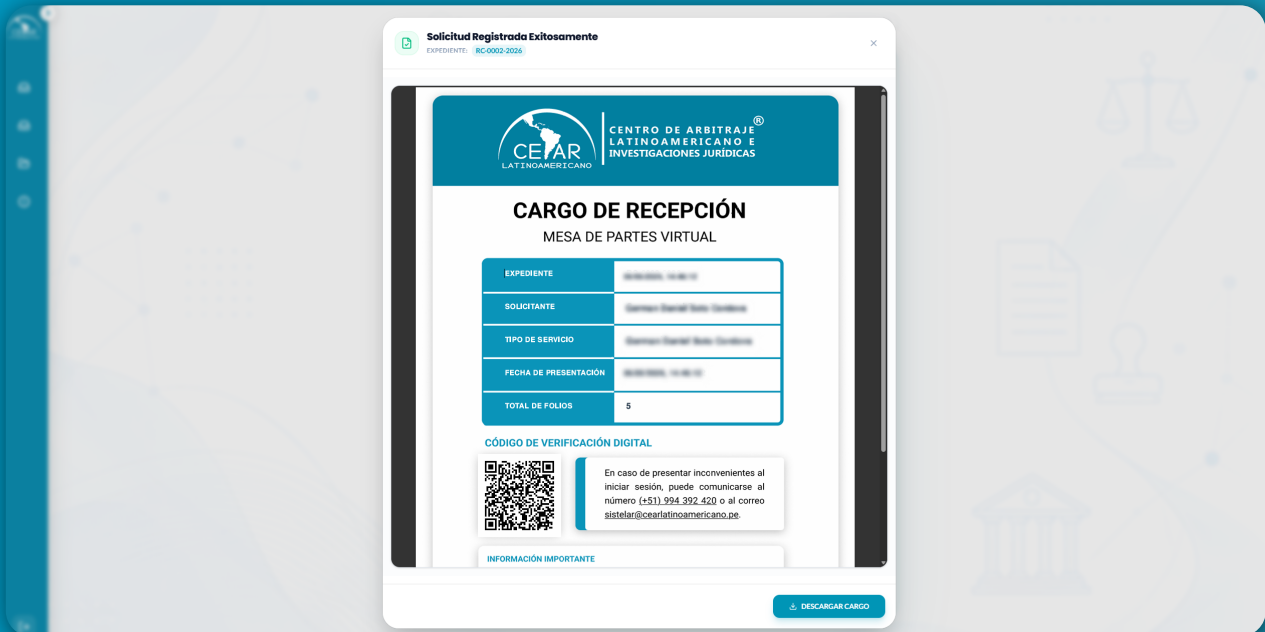 Solicitud Registrada Exitosamente
EXPEDIENTE: RC-0002-2026
CEAR
LATINOAMERICANO
CENTRO DE ARBITRAJE
LATINOAMERICANO E
INVESTIGACIONES JURÍDICAS
®
CARGO DE RECEPCIÓN
MESA DE PARTES VIRTUAL
EXPEDIENTE
SOLICITANTE
TIPO DE SERVICIO
FECHA DE PRESENTACIÓN
TOTAL DE FOLIOS 5
CÓDIGO DE VERIFICACIÓN DIGITAL
En caso de presentar inconvenientes al
iniciar sesión, puede comunicarse al
número (+51) 994 392 420 o al correo
sistelar@cearlatinoamericano.pe.
INFORMACIÓN IMPORTANTE
DESCARGAR CARGO